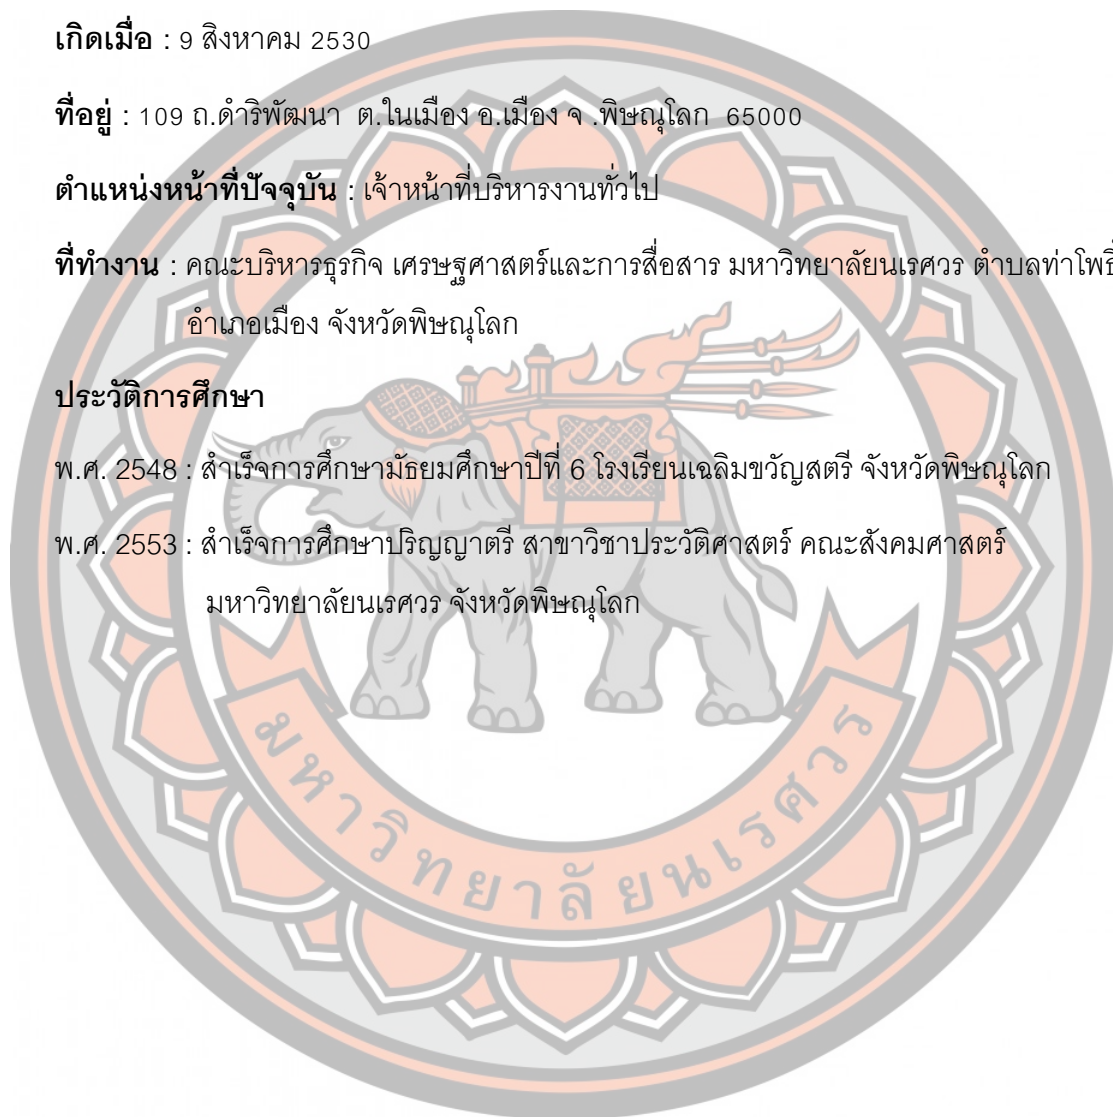 เกิดเมื่อ : 9 สิงหาคม 2530
ที่อยู่ : 109 ถ.ดำริพัฒนา ต.ในเมือง อ.เมือง จ .พิษณุโลก 65000
ตำแหน่งหน้าที่ปัจจุบัน : เจ้าหน้าที่บริหารงานทั่วไป
ที่ทำงาน : คณะบริหารธุรกิจ เศรษฐศาสตร์และการสื่อสาร มหาวิทยาลัยนเรศวร ตำบลท่าโพธิ์
อำเภอเมือง จังหวัดพิษณุโลก
ประวัติการศึกษา
พ.ศ. 2548 : สำเร็จการศึกษามัธยมศึกษาปีที่ 6 โรงเรียนเฉลิมขวัญสตรี จังหวัดพิษณุโลก
พ.ศ. 2553 : สำเร็จการศึกษาปริญญาตรี สาขาวิชาประวัติศาสตร์ คณะสังคมศาสตร์
มหาวิทยาลัยนเรศวร จังหวัดพิษณุโลก
มหาวิทยาลัยนเรศวร